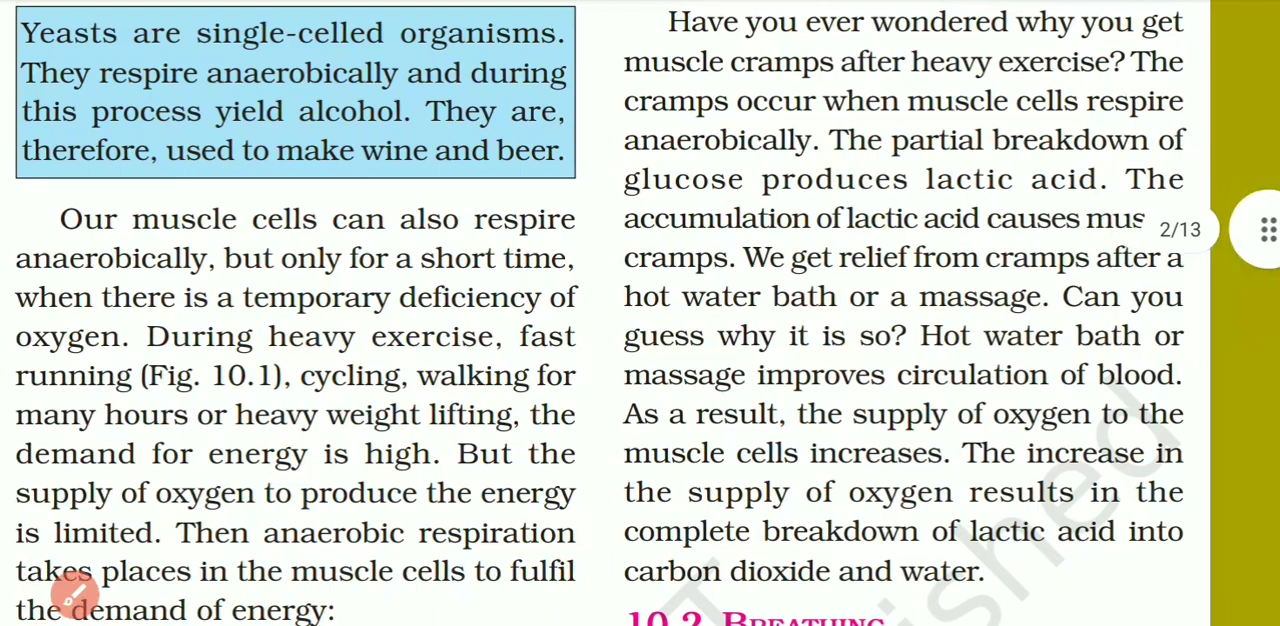 Yeasts are single-celled organisms.
They respire anaerobically and during
this process yield alcohol. They are,
therefore, used to make wine and beer.
Our muscle cells can also respire
anaerobically, but only for a short time,
when there is a temporary deficiency of
oxygen. During heavy exercise, fast
running (Fig. 10.1), cycling, walking for
many hours or heavy weight lifting, the
demand for energy is high. But the
supply of oxygen to produce the energy
is limited. Then anaerobic respiration
takes places in the muscle cells to fulfil
the demand of energy:
Have you ever wondered why you get
muscle cramps after heavy exercise? The
cramps occur when muscle cells respire
anaerobically. The partial breakdown of
glucose produces lactic acid. The
accumulation of lactic acid causes mus
cramps. We get relief from cramps after a
hot water bath or a massage. Can you
guess why it is so? Hot water bath or
massage improves circulation of blood.
As a result, the supply of oxygen to the
muscle cells increases. The increase in
the supply of oxygen results in the
complete breakdown of lactic acid into
carbon dioxide and water.
10.2 BREATHING
2/13